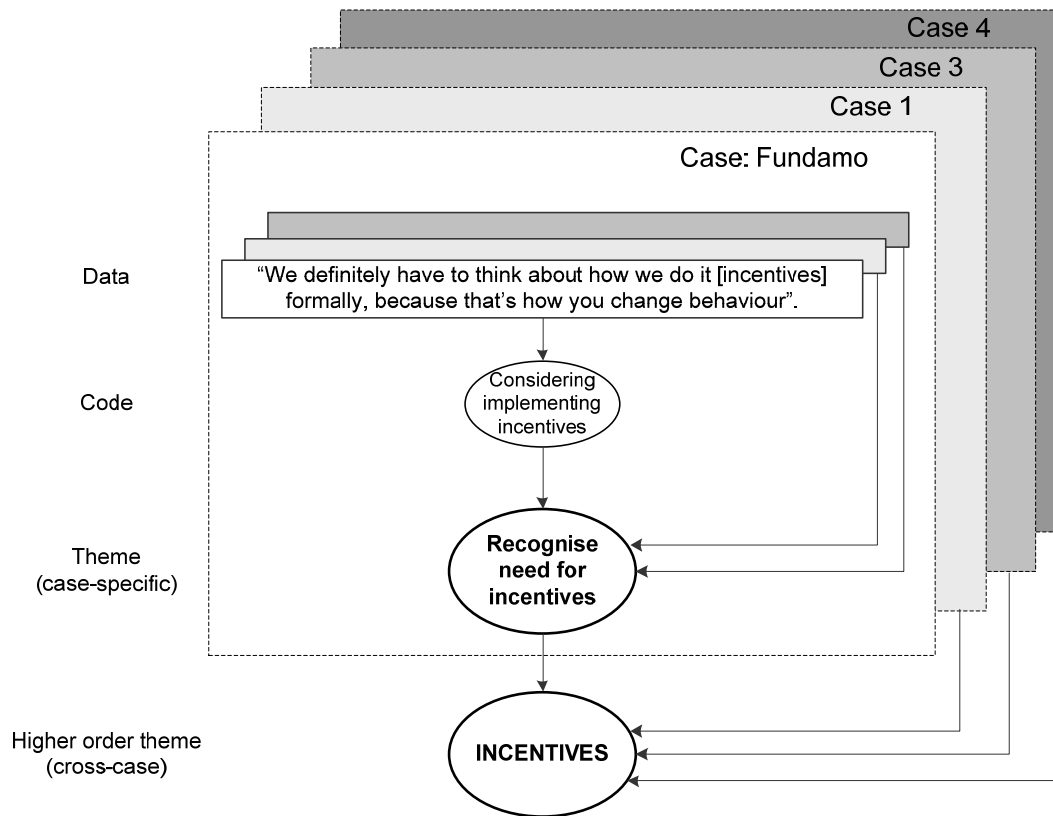 Case 4
Case 3
Case 1
Case: Fundamo
Data
“We definitely have to think about how we do it [incentives]
formally, because that’s how you change behaviour”.
Code
Considering
implementing
incentives
Theme
(case-specific)
Recognise
need for
incentives
Higher order theme
(cross-case)
INCENTIVES